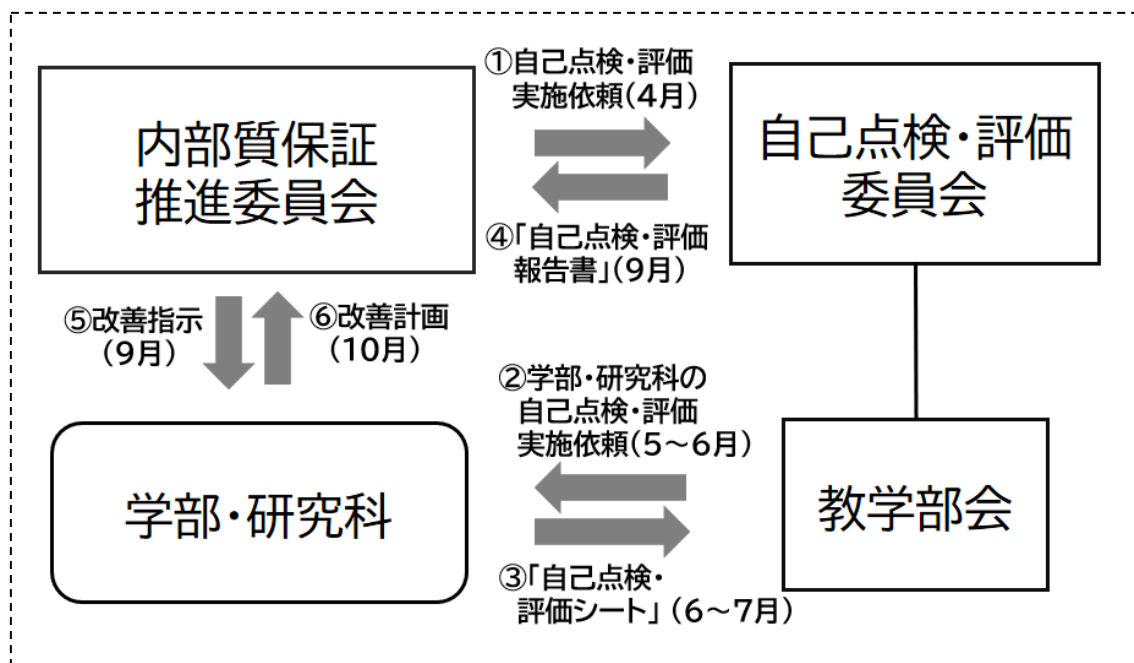 内部質保証
推進委員会
①自己点検・評価
実施依頼(4月)
自己点検・評価
委員会
④「自己点検・評価
報告書」(9月)
⑤改善指示
(9月)
⑥改善計画
(10月)
②学部・研究科の
自己点検・評価
実施依頼(5～6月)
学部・研究科
教学部会
③「自己点検・
評価シート」(6～7月)